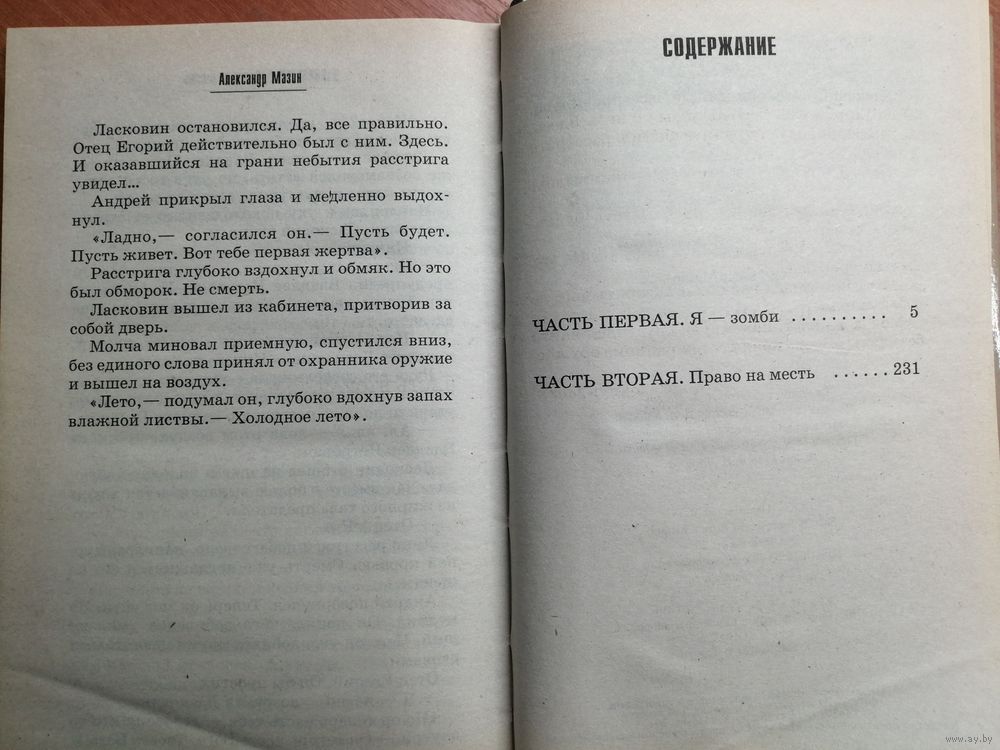 Александр Мазин
Ласковин остановился. Да, все правильно.
Отец Егорий действительно был с ним. Здесь.
И оказавшийся на грани небытия расстрига
увидел...
Андрей прикрыл глаза и медленно выдох-
нул.
«Ладно,— согласился он.— Пусть будет.
Пусть живет. Вот тебе первая жертва».
Расстрига глубоко вздохнул и обмяк. Но это
был обморок. Не смерть.
Ласковин вышел из кабинета, притворив за
собой дверь.
Молча миновал приемную, спустился вниз,
без единого слова принял от охранника оружие
и вышел на воздух.
«Лето,— подумал он, глубоко вдохнув запах
влажной листвы.— Холодное лето».
СОДЕРЖАНИЕ
ЧАСТЬ ПЕРВАЯ. Я — зомби .......... 5
ЧАСТЬ ВТОРАЯ. Право на месть ...... 231
www.ay.by